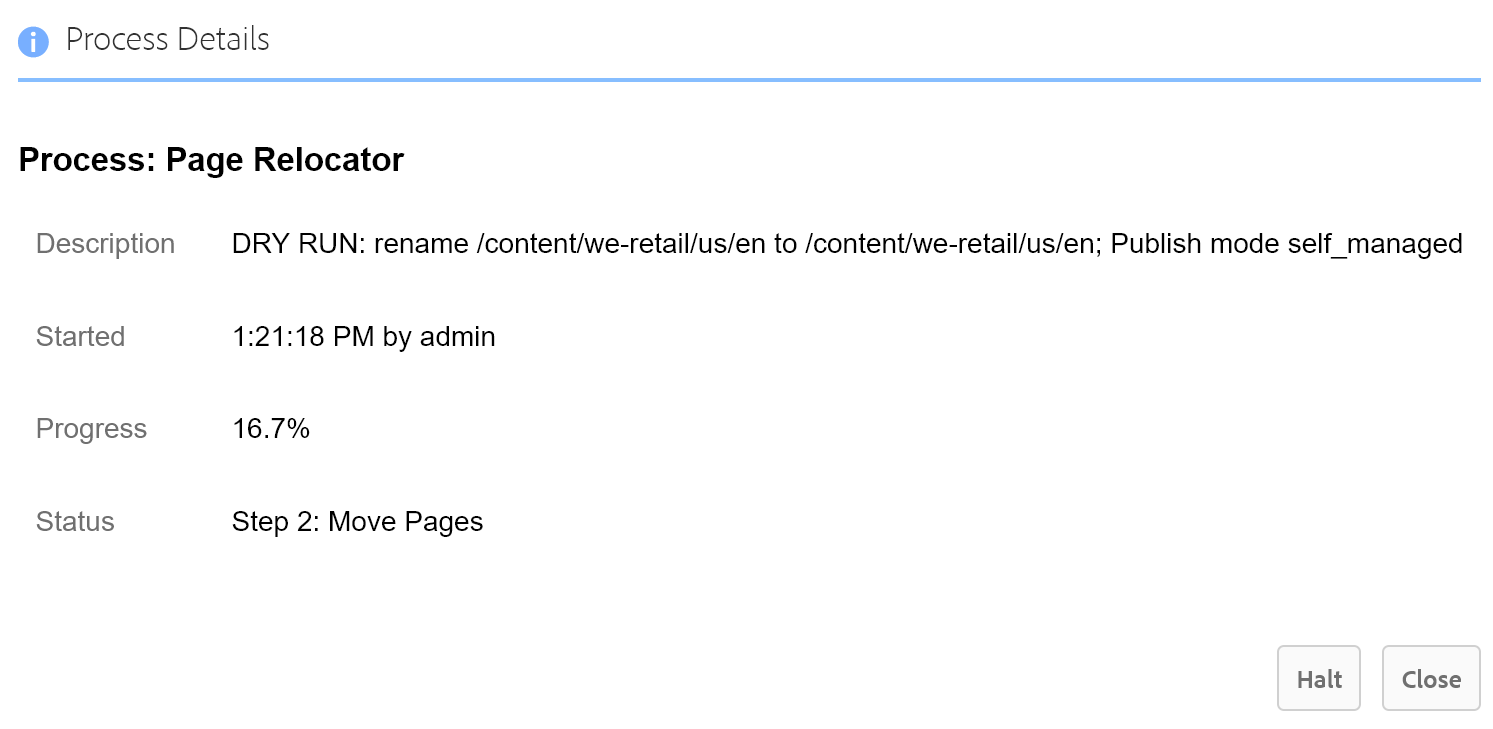 Process Details
Process: Page Relocator
Description DRY RUN: rename /content/we-retail/us/en to /content/we-retail/us/en; Publish mode self_managed
Started 1:21:18 PM by admin
Progress 16.7%
Status Step 2: Move Pages
Halt Close